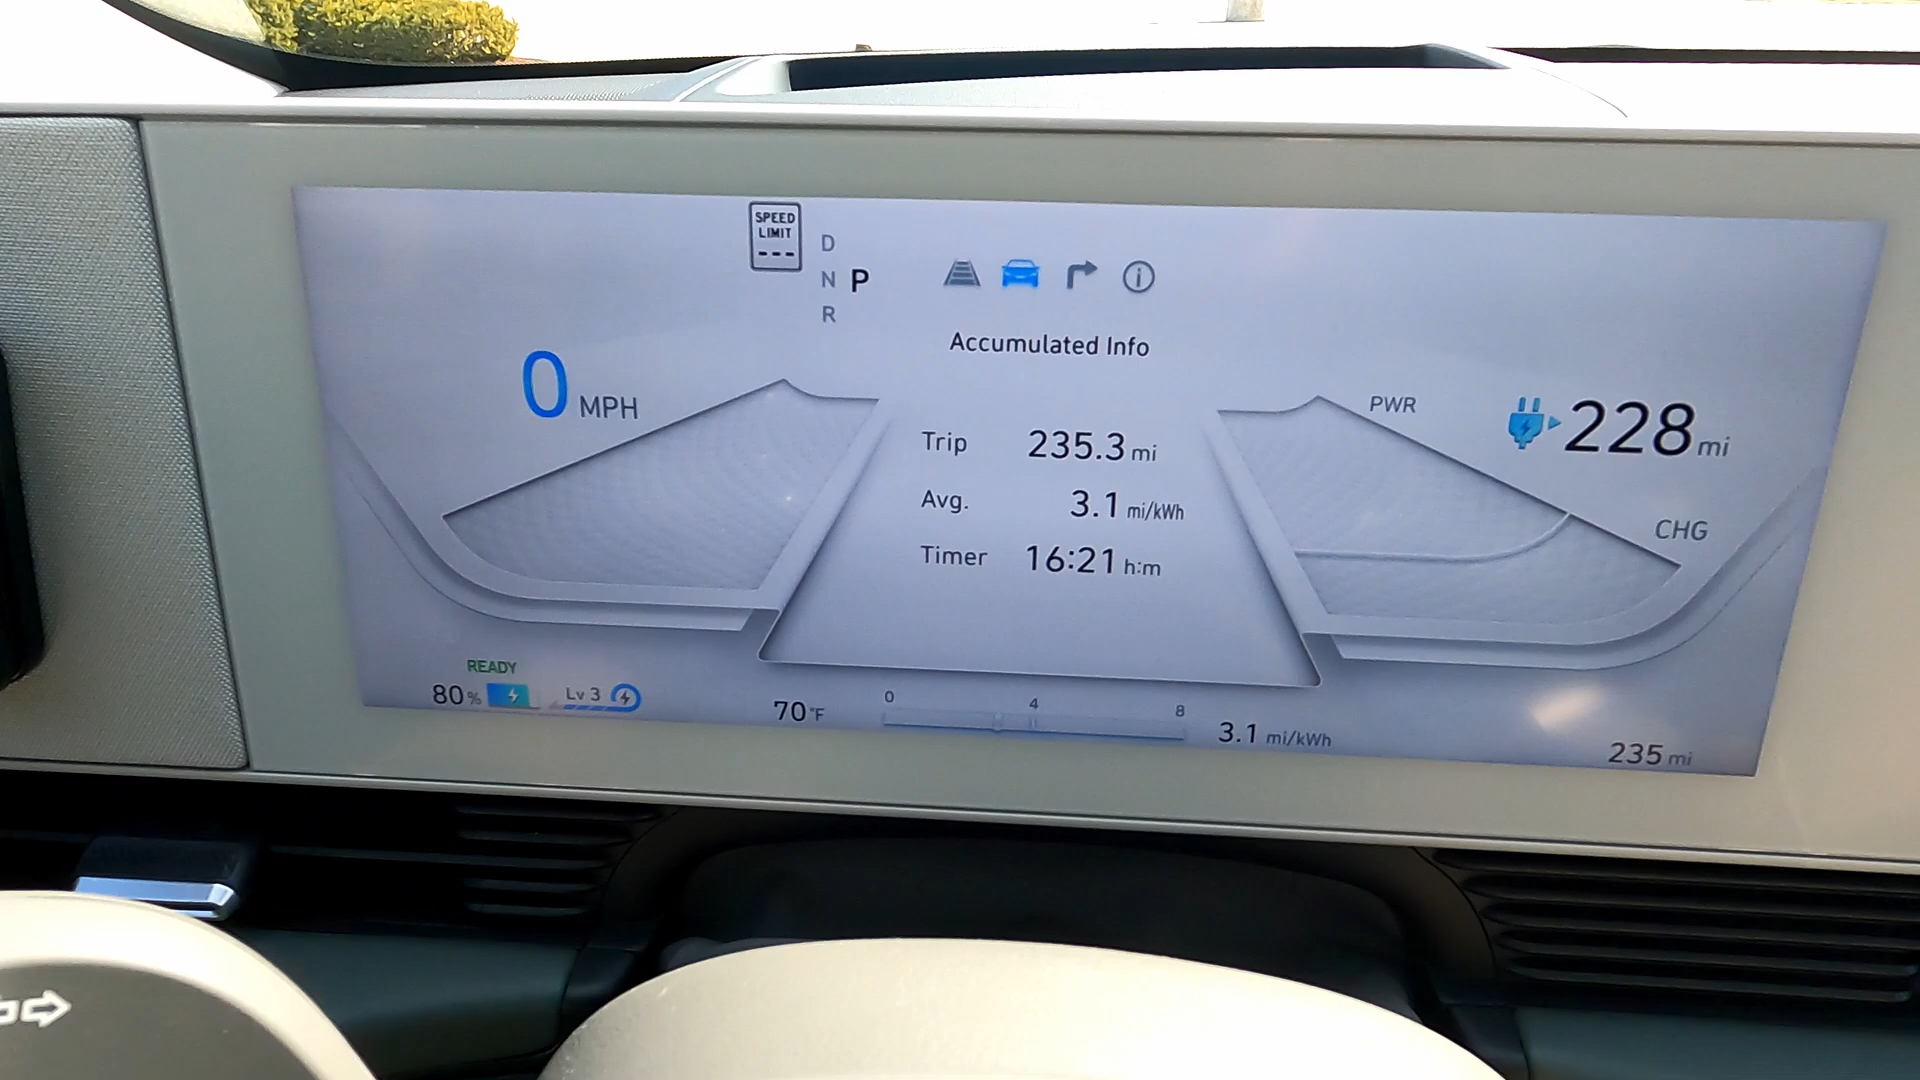 SPEED
LIMIT
---
D
N P
R
Accumulated Info
0 MPH
PWR
228 mi
Trip 235.3 mi
Avg. 3.1 mi/kWh
CHG
Timer 16:21 h:m
READY
80% Lv 3
70°F
0 4 8
3.1 mi/kWh
235 mi